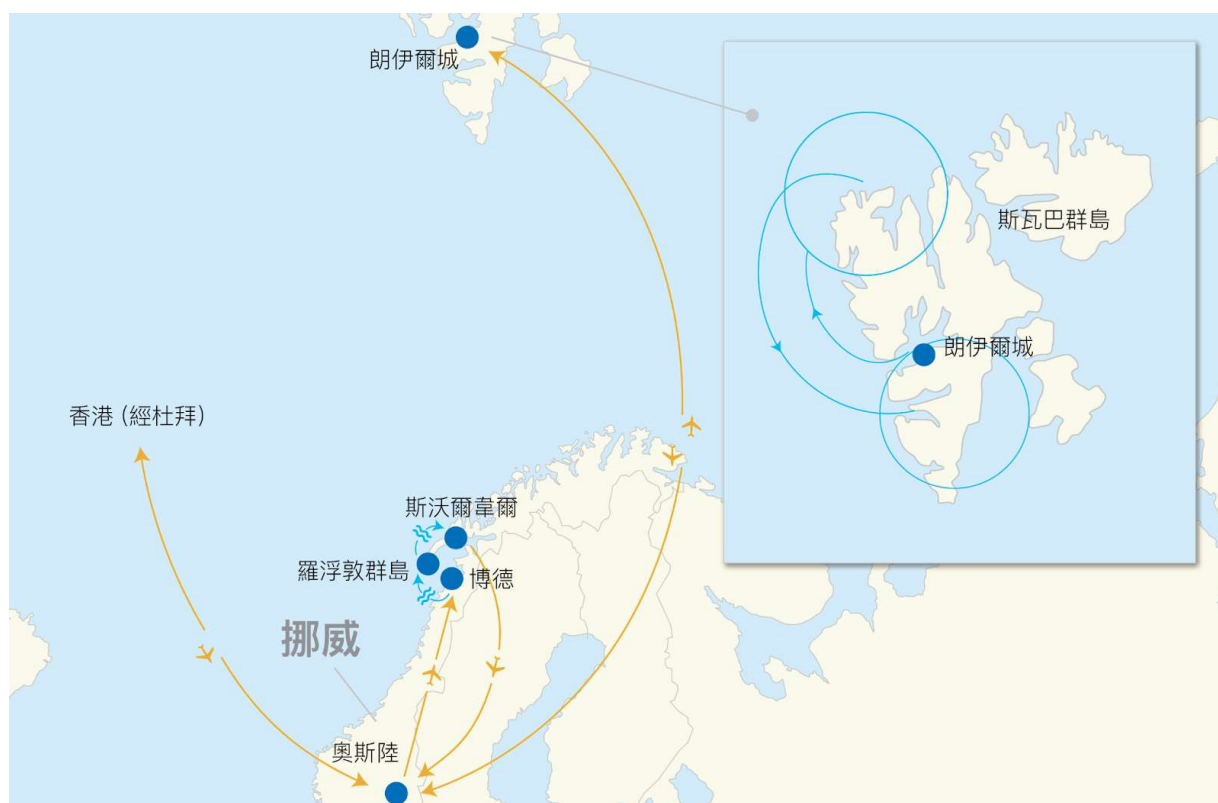 朗伊爾城
斯瓦巴群島
朗伊爾城
香港 (經杜拜)
斯沃爾韋爾
羅浮敦群島
博德
挪威
奧斯陸